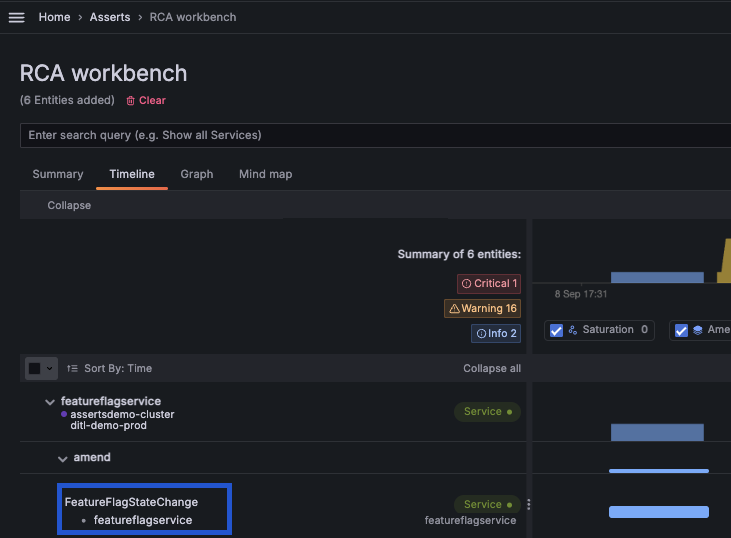 Home > Asserts > RCA workbench
RCA workbench
(6 Entities added) Clear
Enter search query (e.g. Show all Services)
Summary Timeline Graph Mind map
Collapse
Summary of 6 entities:
Critical 1
Warning 16
Info 2
8 Sep 17:31
Saturation 0 Ame
Sort By: Time Collapse all
featureflagservice
assertsdemo-cluster
ditl-demo-prod
Service
amend
FeatureFlagStateChange
featureflagservice
Service
featureflagservice